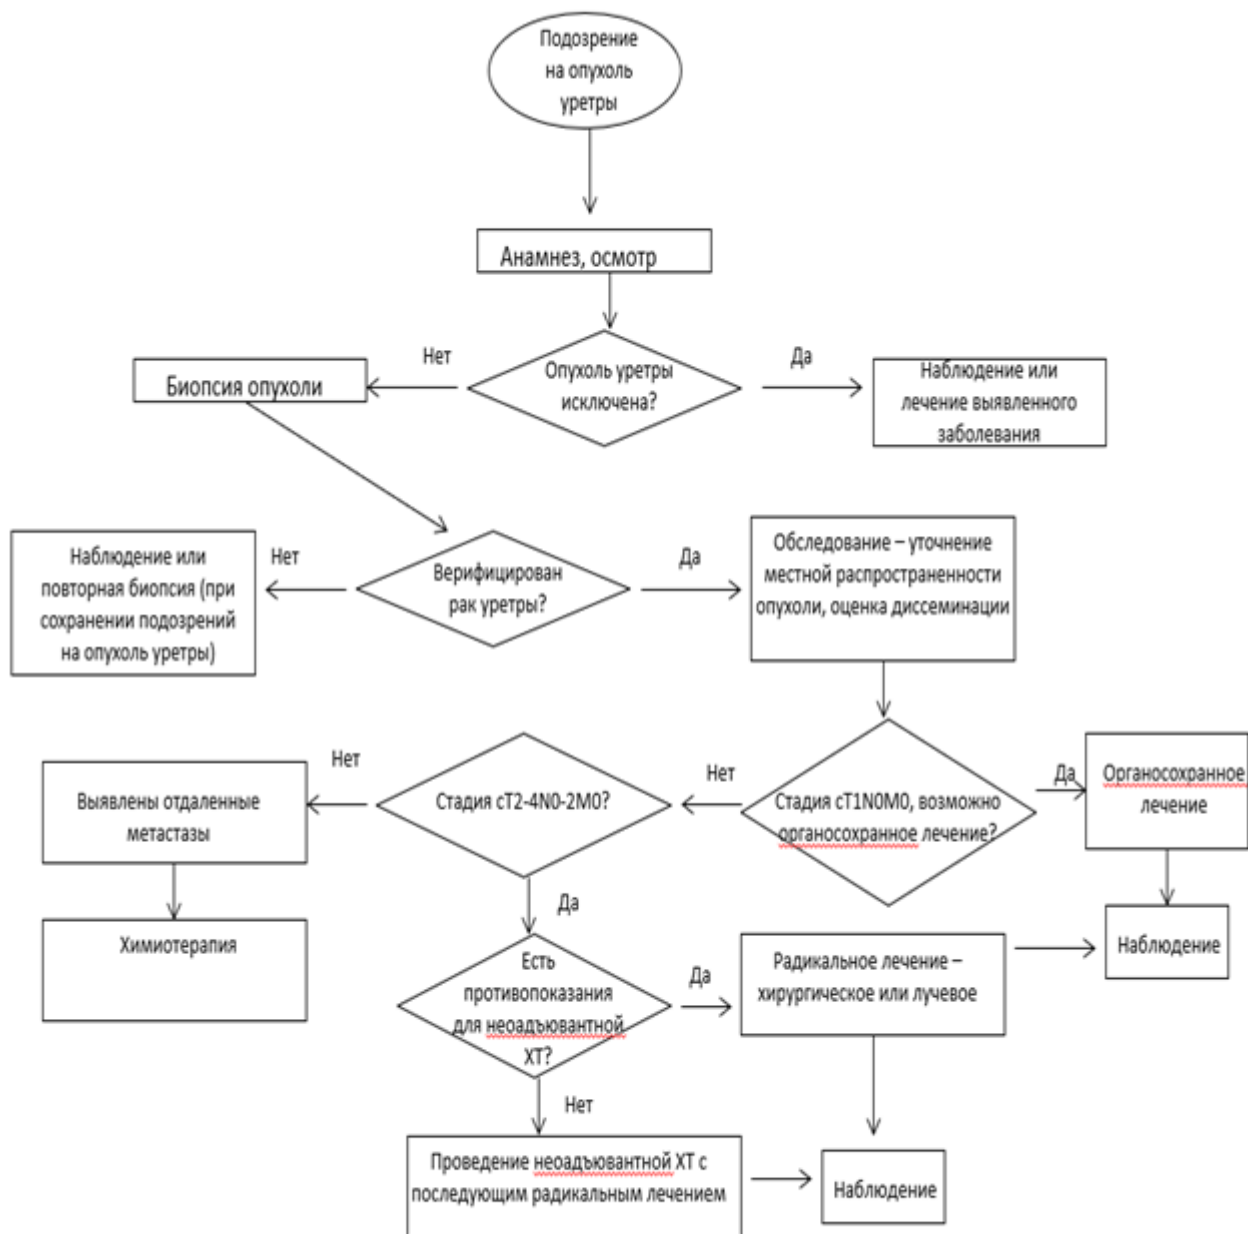 Подозрение
на опухоль
уретры
Анамнез, осмотр
Нет
Да
Опухоль уретры
исключена?
Биопсия опухоли
Наблюдение или
лечение выявленного
заболевания
Наблюдение или
повторная биопсия (при
сохранении подозрений
на опухоль уретры)
Нет
Верифицирован
рак уретры?
Да
Обследование – уточнение
местной распространенности
опухоли, оценка диссеминации
Выявлены отдаленные
метастазы
Нет
Стадия cT2-4N0-2M0?
Нет
Стадия cT1N0M0, возможно
органосохранное лечение?
Да
Органосохранное
лечение
Химиотерапия
Да
Наблюдение
Есть
противопоказания
для неоадъювантной
ХТ?
Да
Радикальное лечение –
хирургическое или лучевое
Нет
Проведение неоадъювантной ХТ с
последующим радикальным лечением
Наблюдение